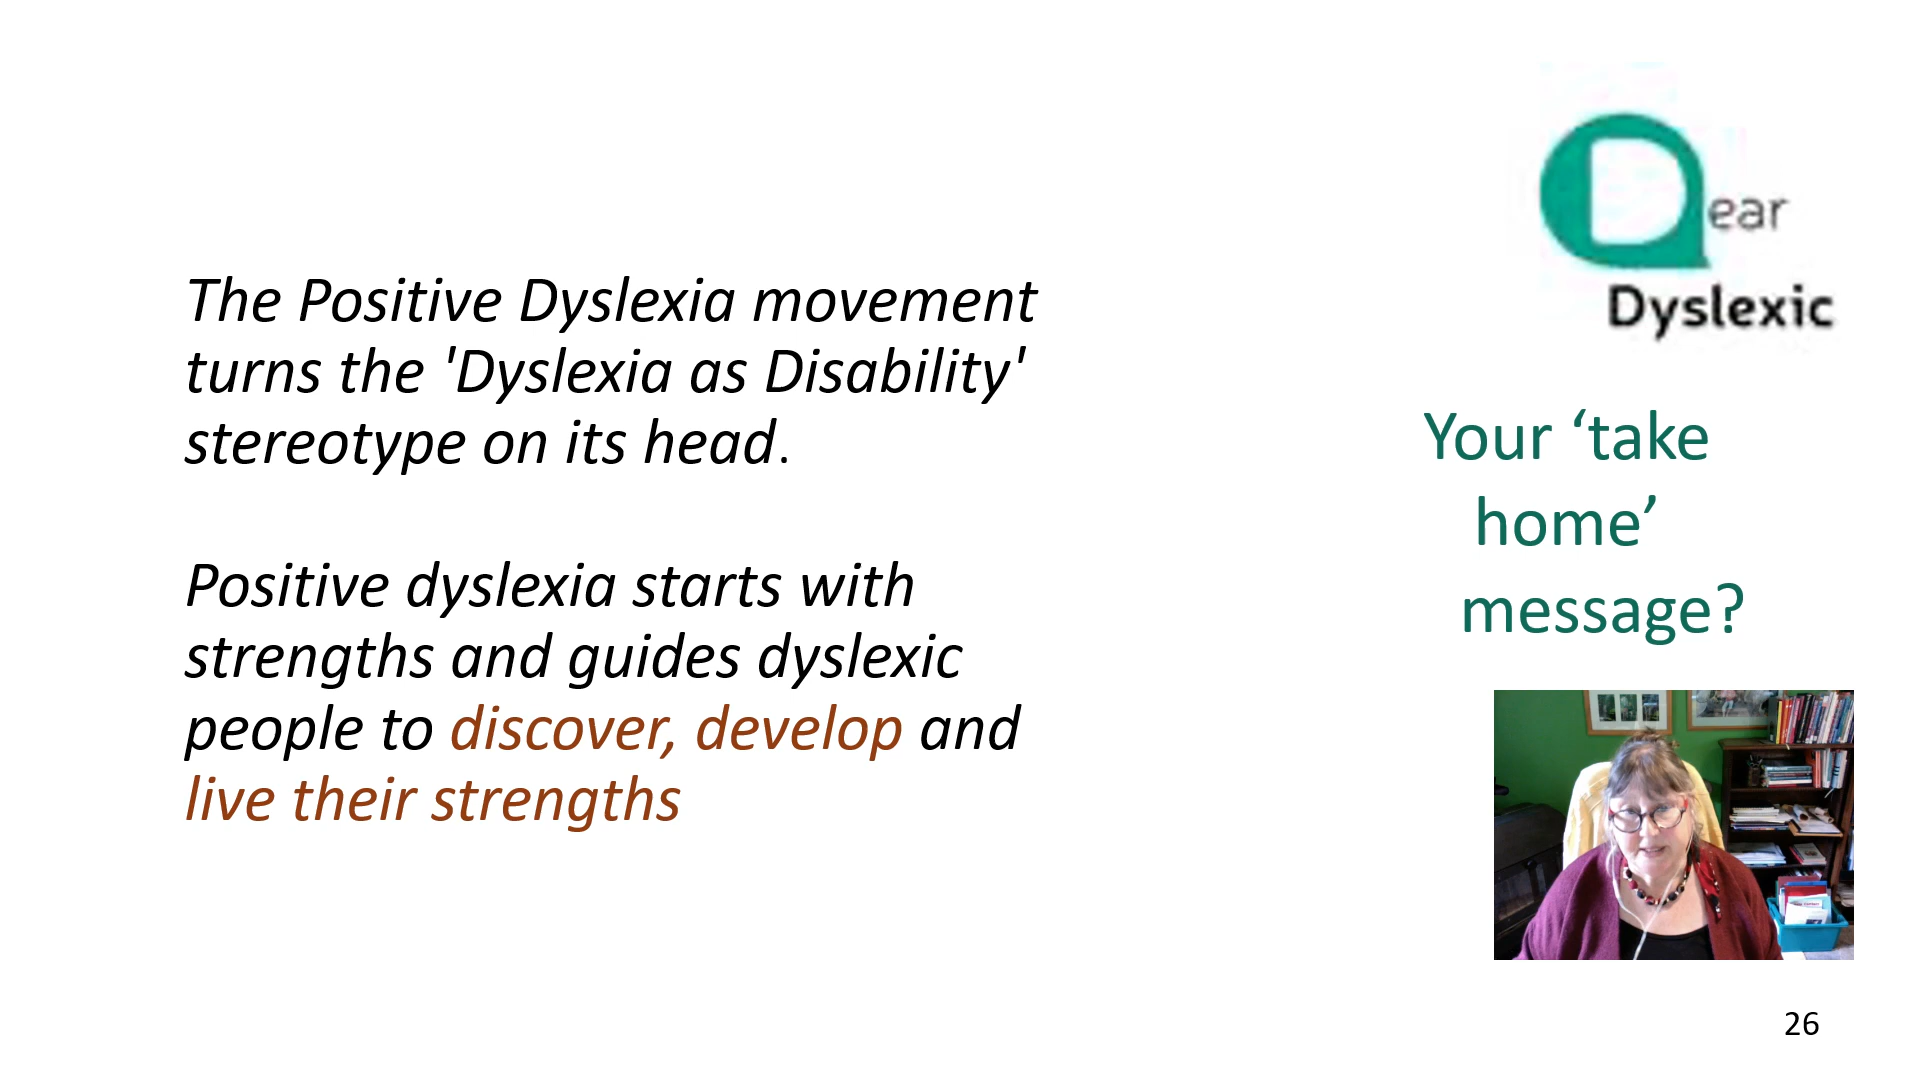 The Positive Dyslexia movement
turns the 'Dyslexia as Disability'
stereotype on its head.
Positive dyslexia starts with
strengths and guides dyslexic
people to discover, develop and
live their strengths
Dear
Dyslexic
Your ‘take
home’
message?
26